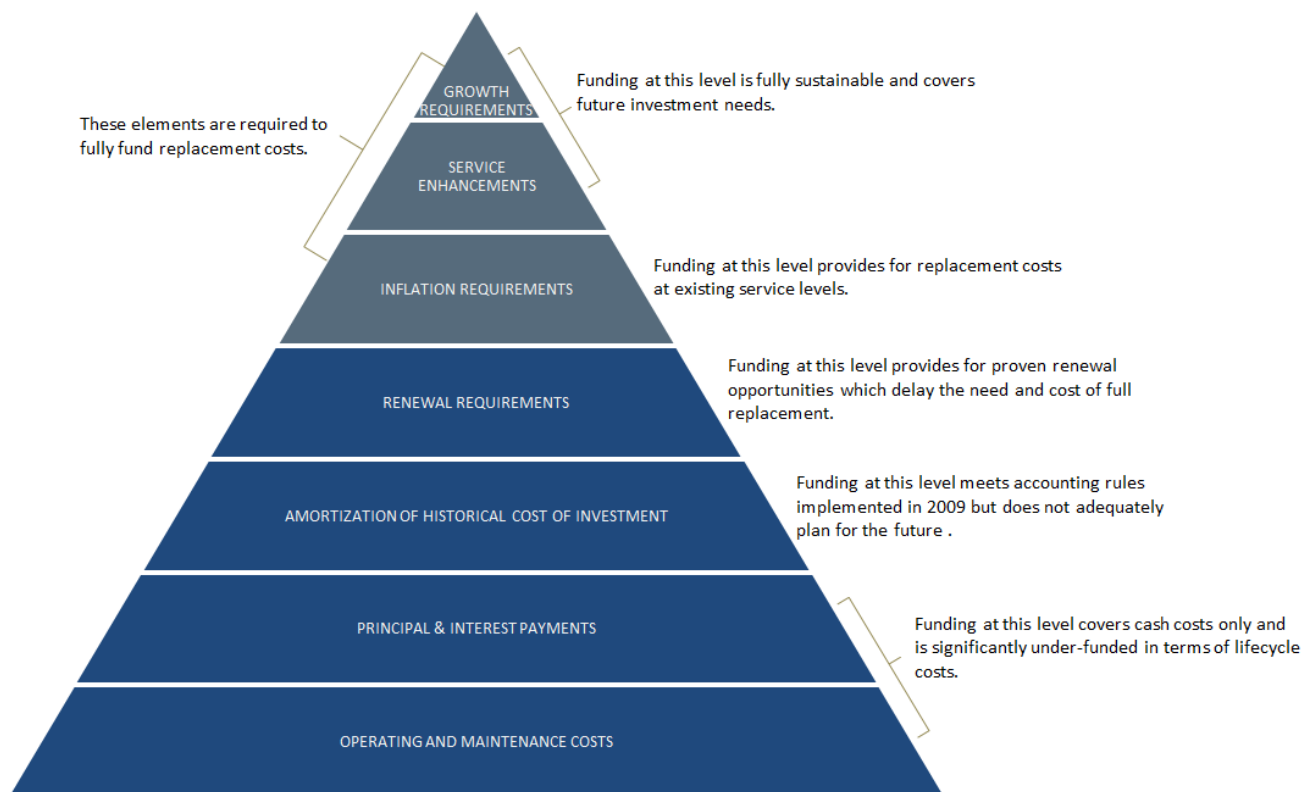 GROWTH
REQUIREMENTS
Funding at this level is fully sustainable and covers
future investment needs.
These elements are required to
fully fund replacement costs.
SERVICE
ENHANCEMENTS
INFLATION REQUIREMENTS
Funding at this level provides for replacement costs
at existing service levels.
RENEWAL REQUIREMENTS
Funding at this level provides for proven renewal
opportunities which delay the need and cost of full
replacement.
AMORTIZATION OF HISTORICAL COST OF INVESTMENT
Funding at this level meets accounting rules
implemented in 2009 but does not adequately
plan for the future .
PRINCIPAL & INTEREST PAYMENTS
Funding at this level covers cash costs only and
is significantly under-funded in terms of lifecycle
costs.
OPERATING AND MAINTENANCE COSTS